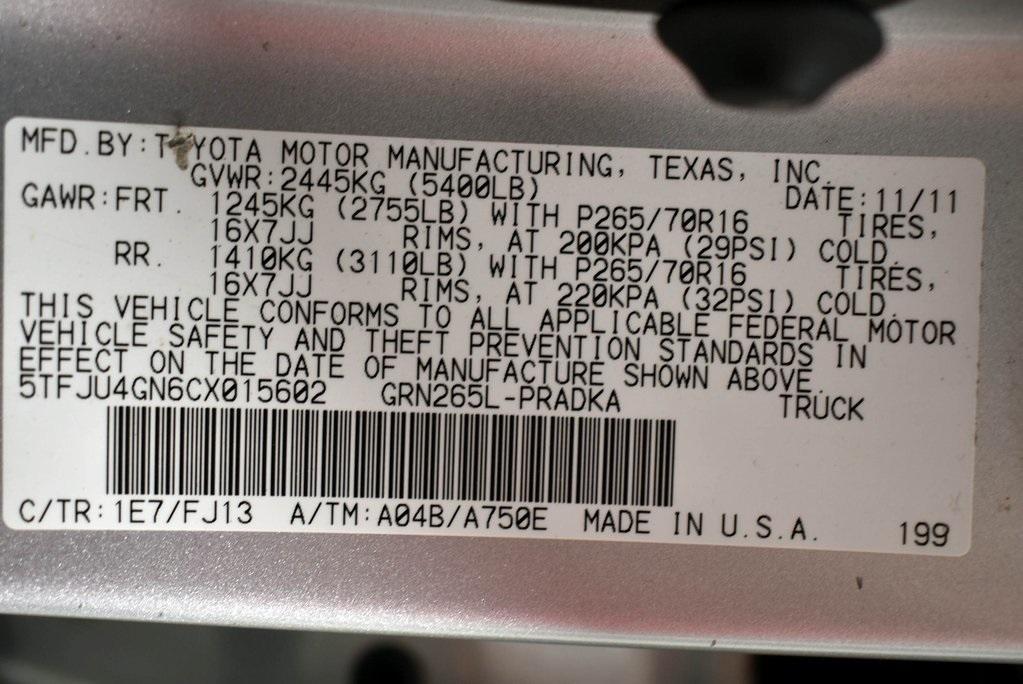 MFD.BY:TOYOTA MOTOR MANUFACTURING, TEXAS, INC.
GVWR:2445KG (5400LB) DATE:11/11
GAWR:FRT. 1245KG (2755LB) WITH P265/70R16 TIRES,
16X7JJ RIMS, AT 200KPA (29PSI) COLD.
RR. 1410KG (3110LB) WITH P265/70R16 TIRES,
16X7JJ RIMS, AT 220KPA (32PSI) COLD.
THIS VEHICLE CONFORMS TO ALL APPLICABLE FEDERAL MOTOR
VEHICLE SAFETY AND THEFT PREVENTION STANDARDS IN
EFFECT ON THE DATE OF MANUFACTURE SHOWN ABOVE.
5TFJU4GN6CX015602 GRN265L-PRADKA TRUCK
C/TR:1E7/FJ13 A/TM:A04B/A750E MADE IN U.S.A. 199